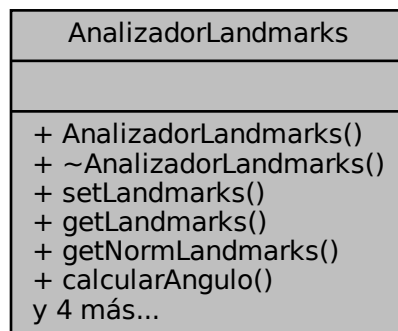 AnalizadorLandmarks
+ AnalizadorLandmarks()
+ ~AnalizadorLandmarks()
+ setLandmarks()
+ getLandmarks()
+ getNormLandmarks()
+ calcularAngulo()
y 4 más...